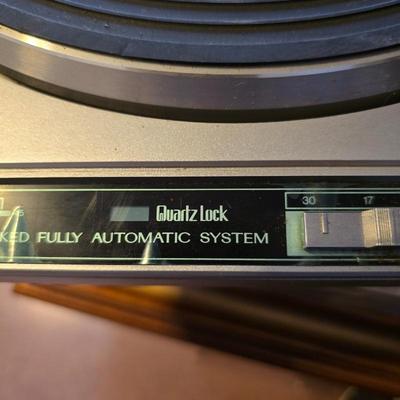 Quartz Lock
30 17
KED FULLY AUTOMATIC SYSTEM